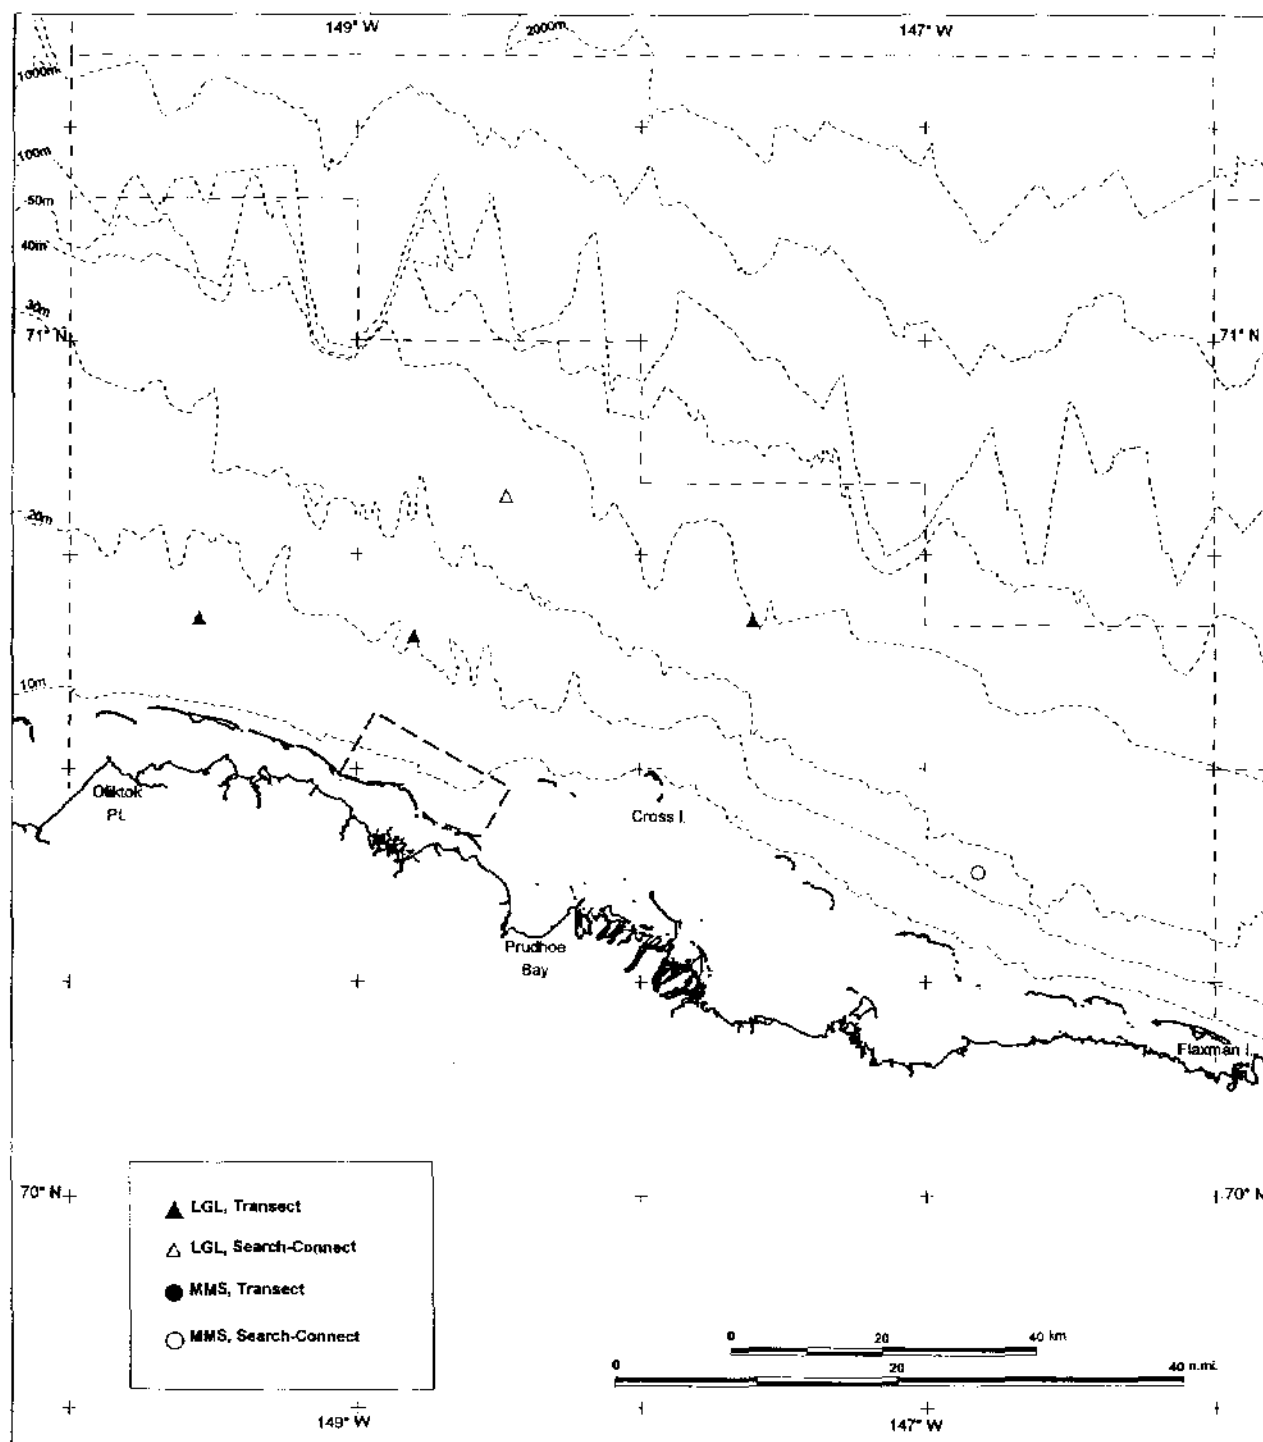 149° W
2000m
147° W
1000m
100m
50m
40m
30m
71° N
71° N
20m
10m
Oliktok
Pt.
Cross I.
Prudhoe
Bay
Flaxman I.
70° N
70° N
LGL, Transect
LGL, Search-Connect
MMS, Transect
MMS, Search-Connect
0 20 40 km
0 20 40 n.mi.
149° W
147° W